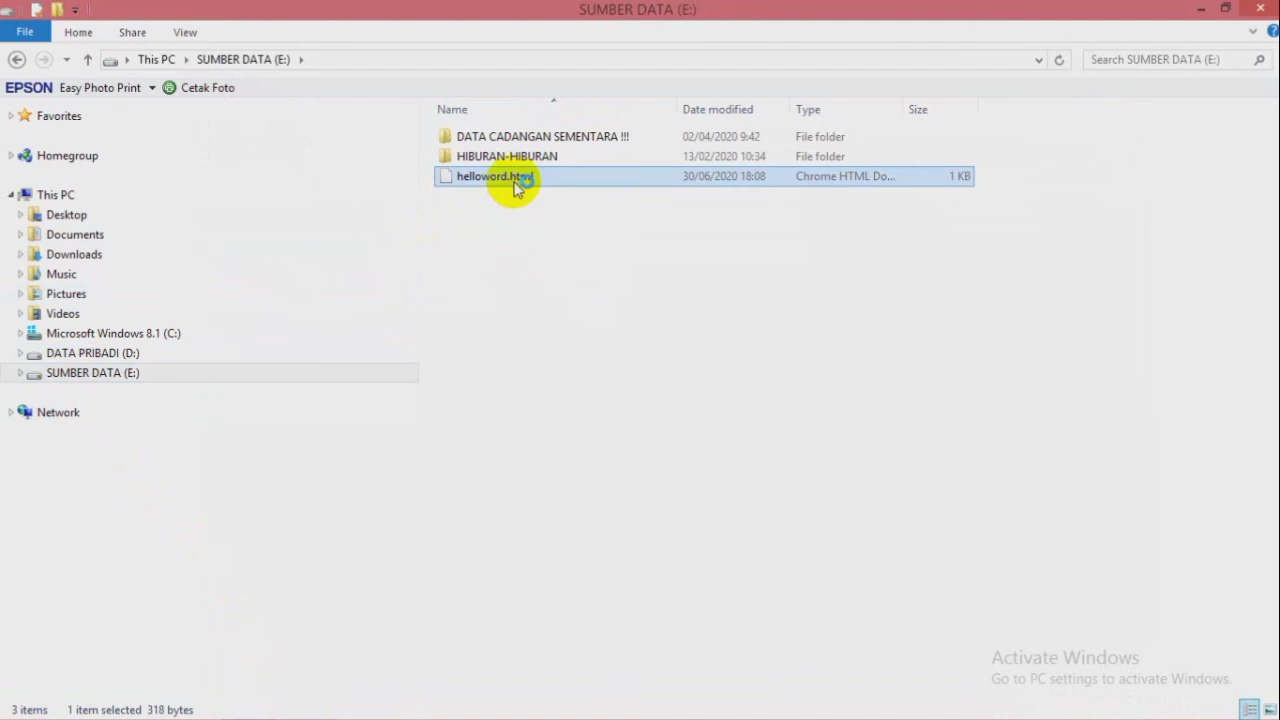 SUMBER DATA (E:)
File Home Share View
This PC SUMBER DATA (E:)
Search SUMBER DATA (E:)
EPSON Easy Photo Print Cetak Foto
Name Date modified Type Size
Favorites
DATA CADANGAN SEMENTARA !!! 02/04/2020 9:42 File folder
Homegroup
HIBURAN-HIBURAN 13/02/2020 10:34 File folder
helloword.html 30/06/2020 18:08 Chrome HTML Do... 1 KB
This PC
Desktop
Documents
Downloads
Music
Pictures
Videos
Microsoft Windows 8.1 (C:)
DATA PRIBADI (D:)
SUMBER DATA (E:)
Network
Activate Windows
Go to PC settings to activate Windows.
3 items 1 item selected 318 bytes